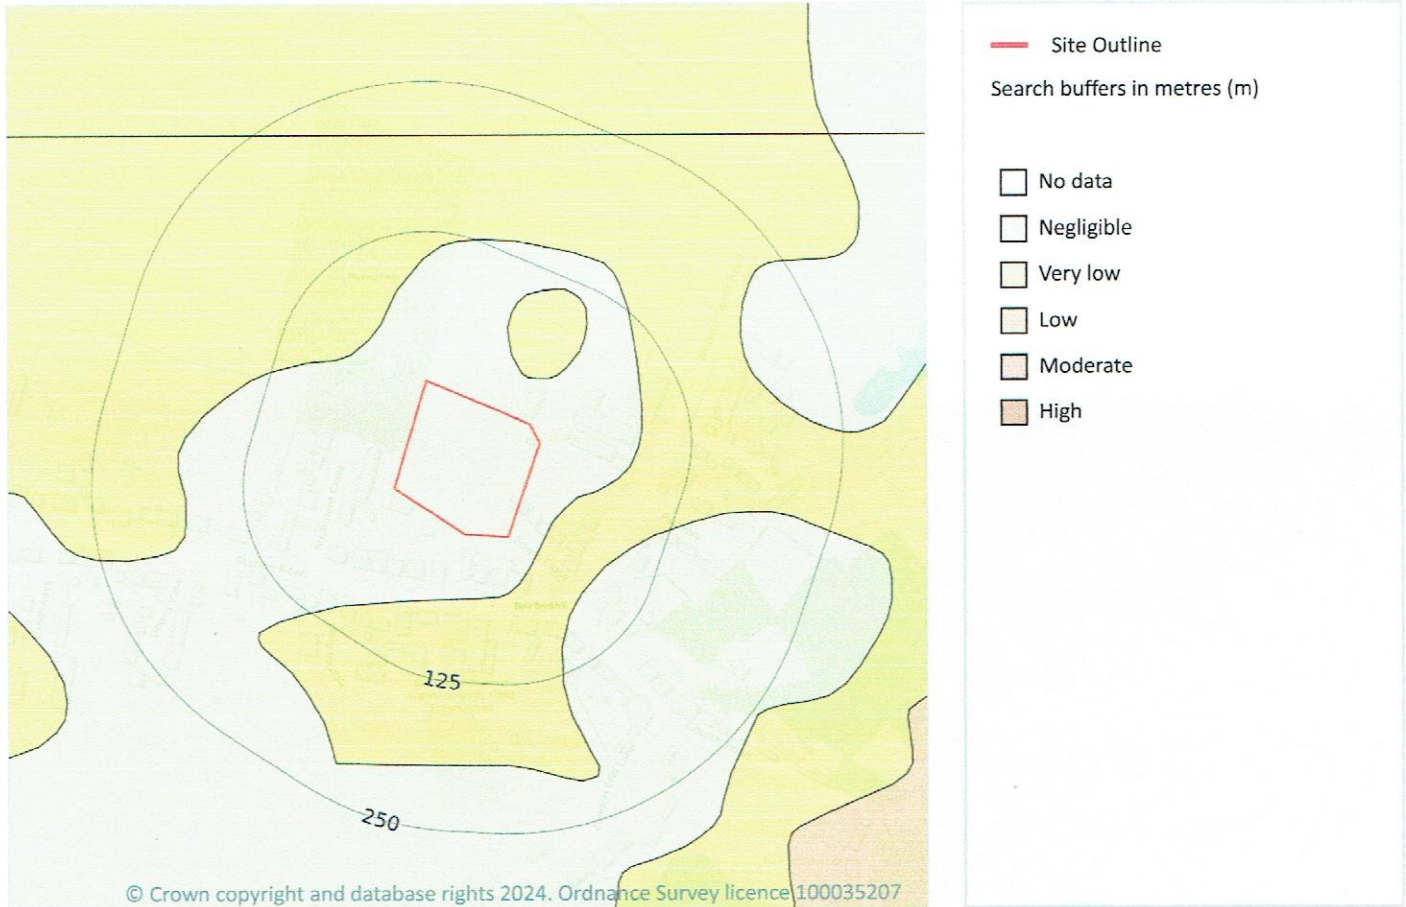 Site Outline
Search buffers in metres (m)
No data
Negligible
Very low
Low
Moderate
High
125
250
© Crown copyright and database rights 2024. Ordnance Survey licence 100035207